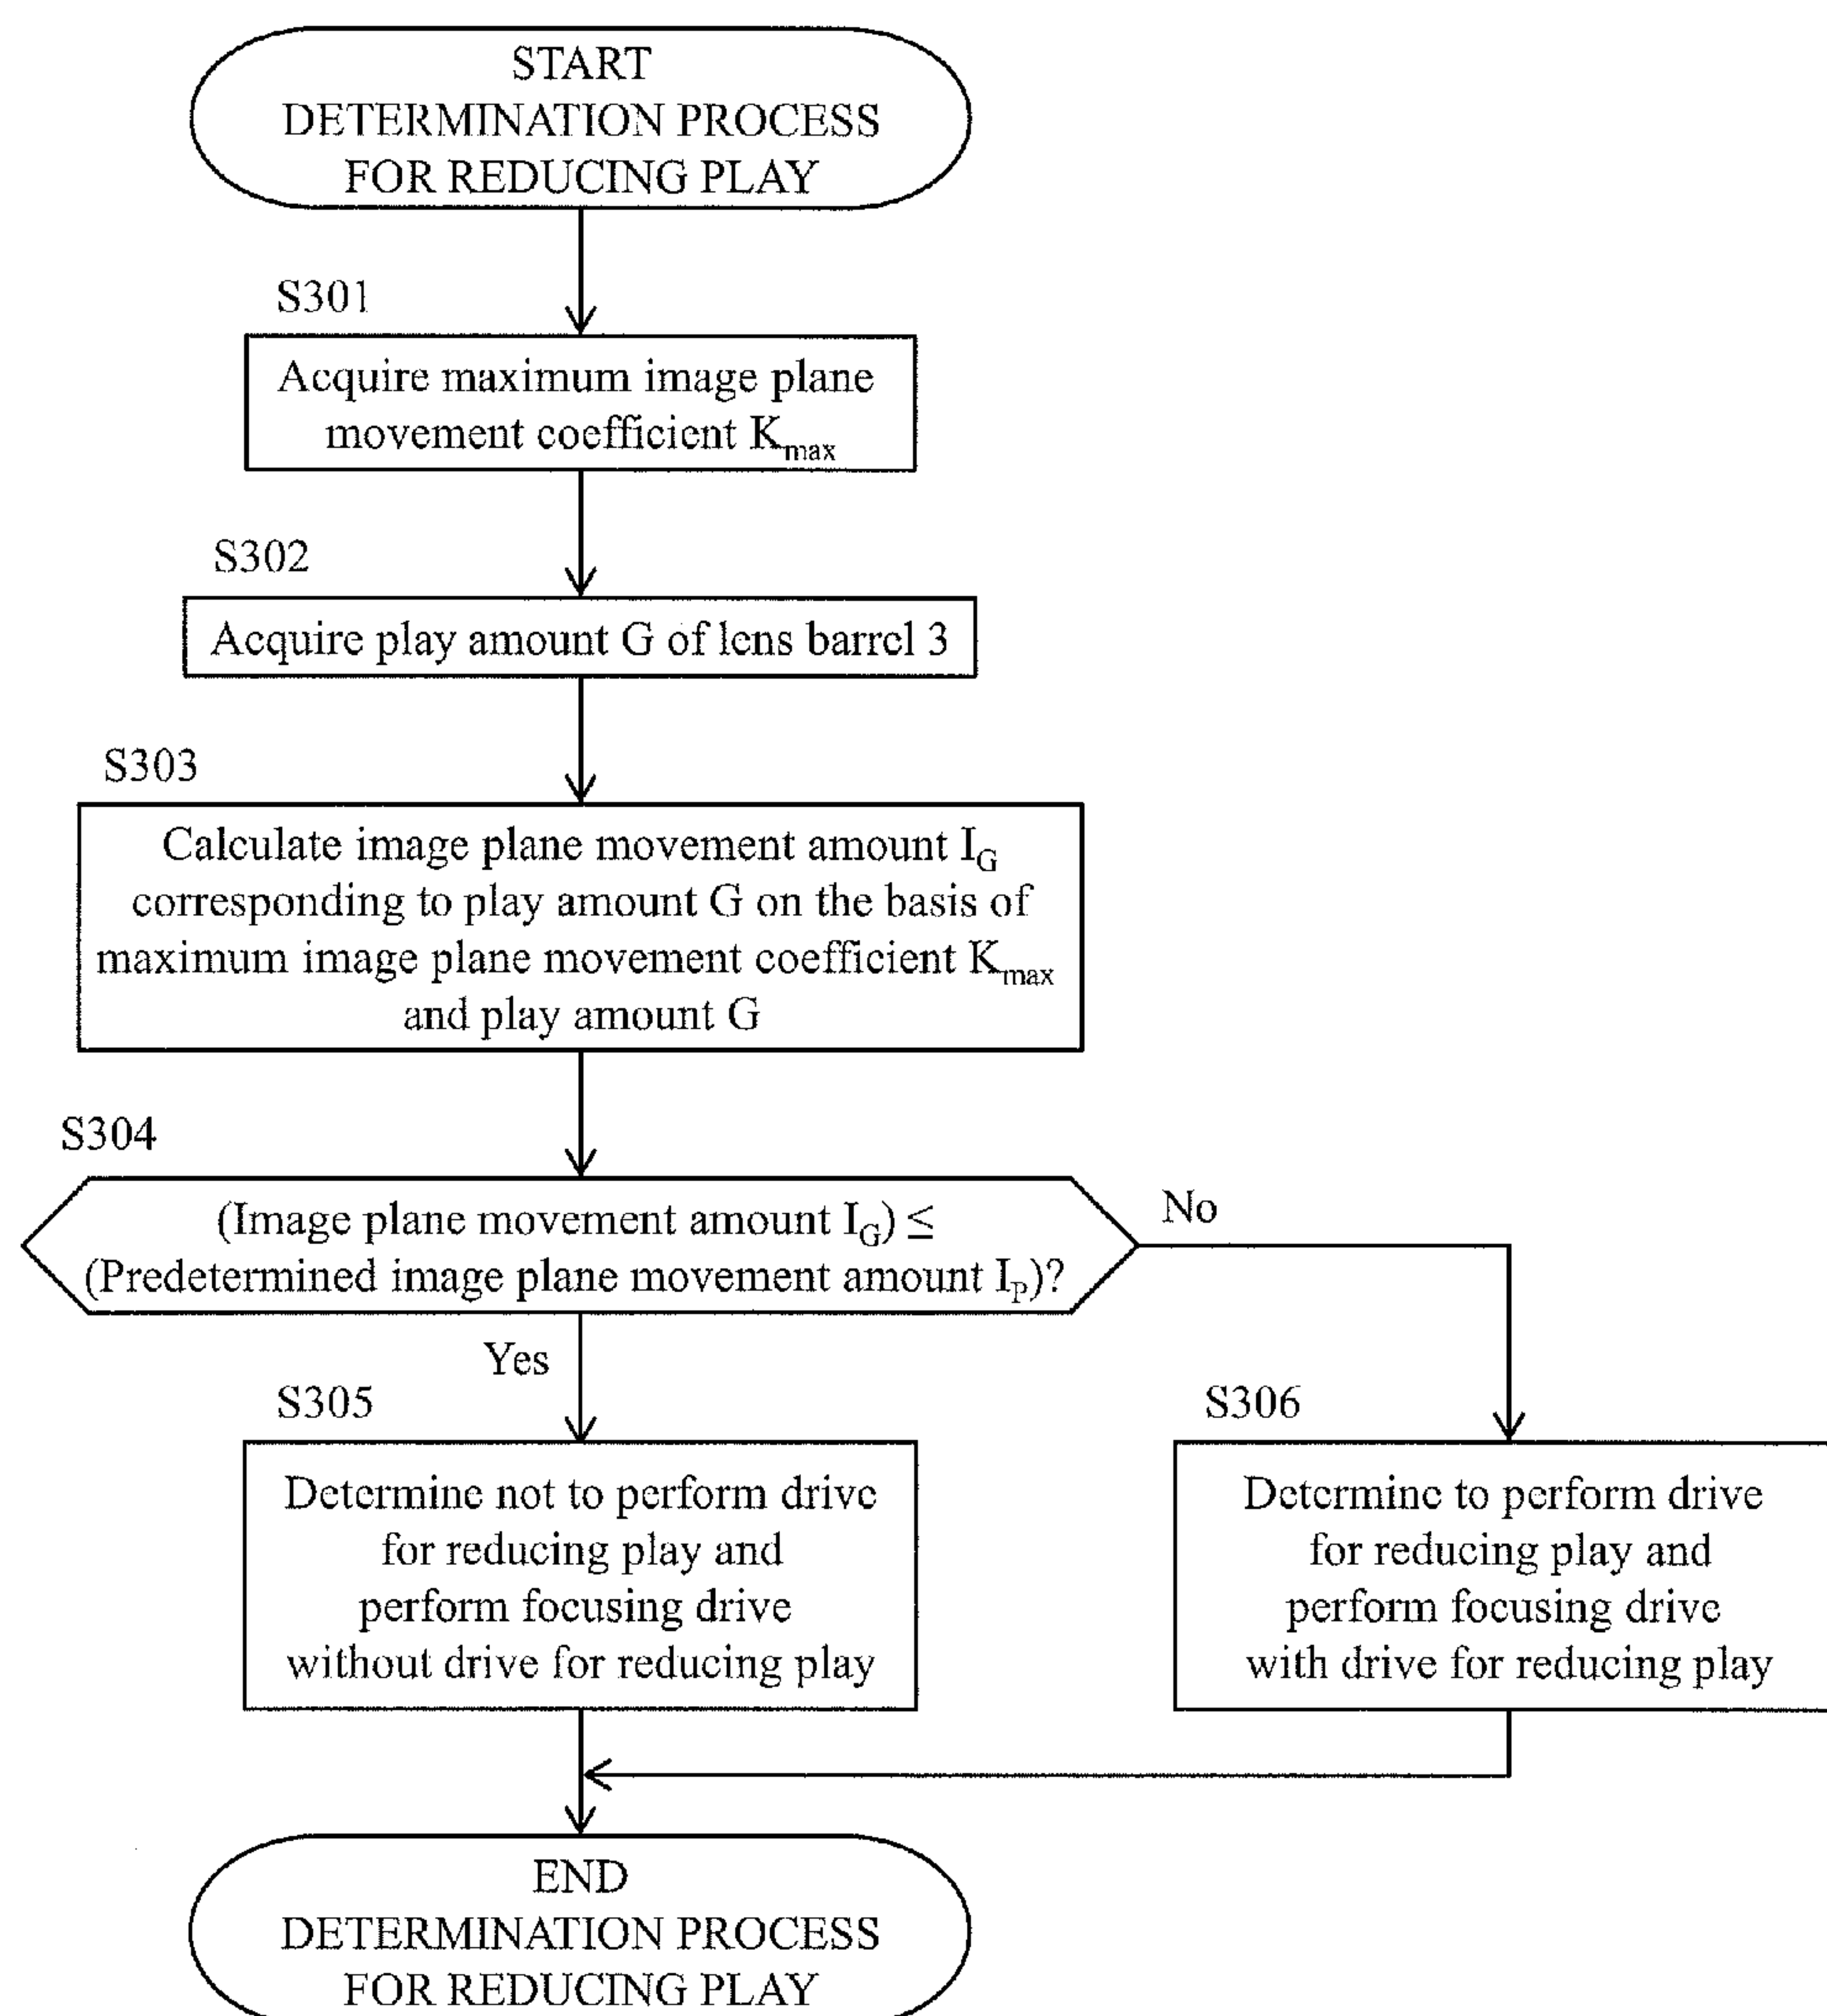 START
DETERMINATION PROCESS
FOR REDUCING PLAY
S301
Acquire maximum image plane
movement coefficient Kmax
S302
Acquire play amount G of lens barrel 3
S303
Calculate image plane movement amount IG
corresponding to play amount G on the basis of
maximum image plane movement coefficient Kmax
and play amount G
S304
(Image plane movement amount IG) ≤
(Predetermined image plane movement amount IP)?
No
Yes
S305
Determine not to perform drive
for reducing play and
perform focusing drive
without drive for reducing play
S306
Determine to perform drive
for reducing play and
perform focusing drive
with drive for reducing play
END
DETERMINATION PROCESS
FOR REDUCING PLAY